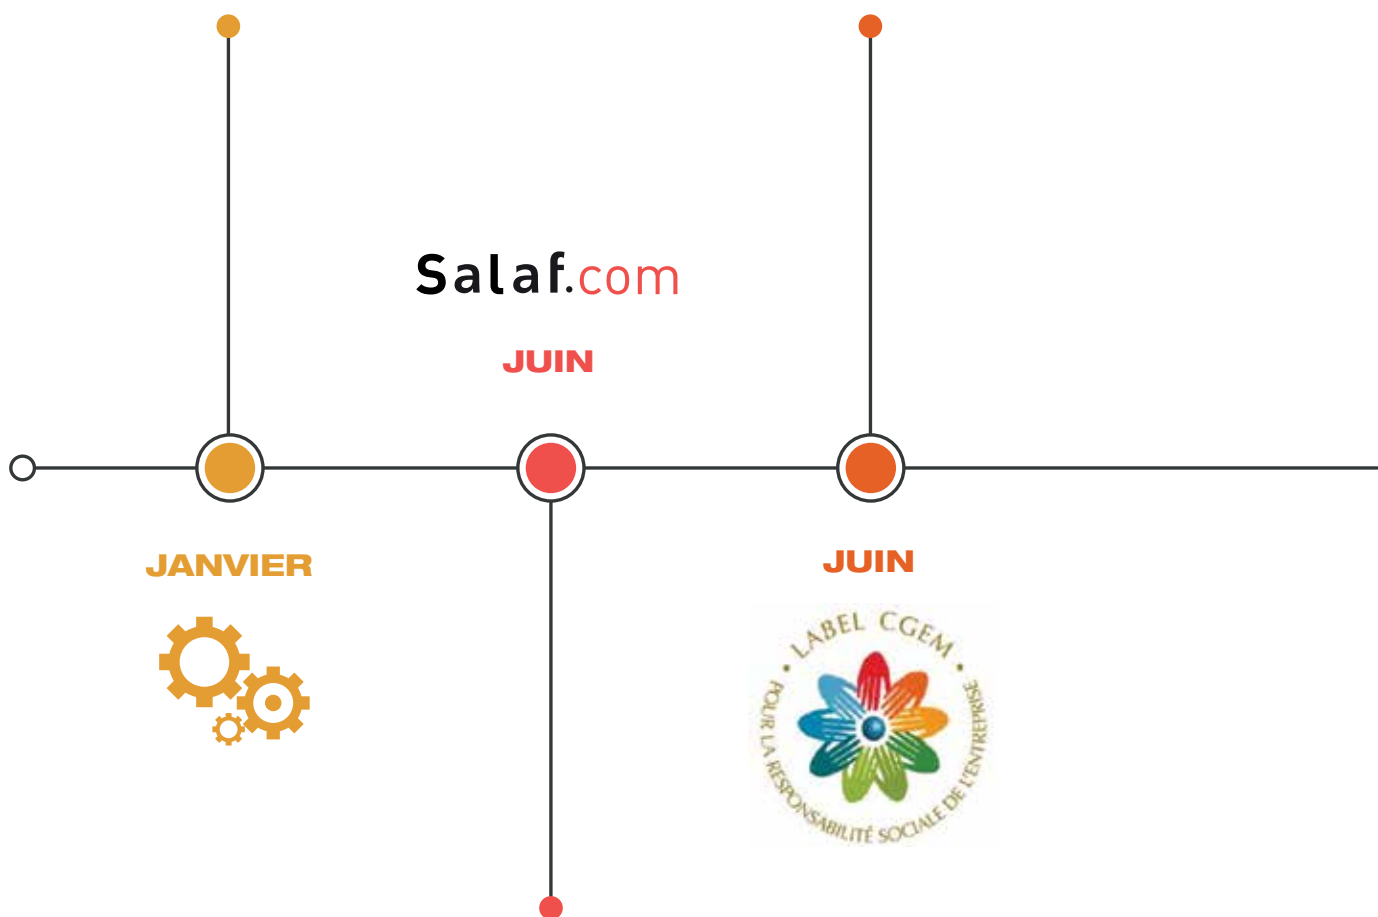 Salaf.com
JUIN
JANVIER
JUIN
• LABEL CGEM •
POUR LA RESPONSABILITÉ SOCIALE DE L'ENTREPRISE